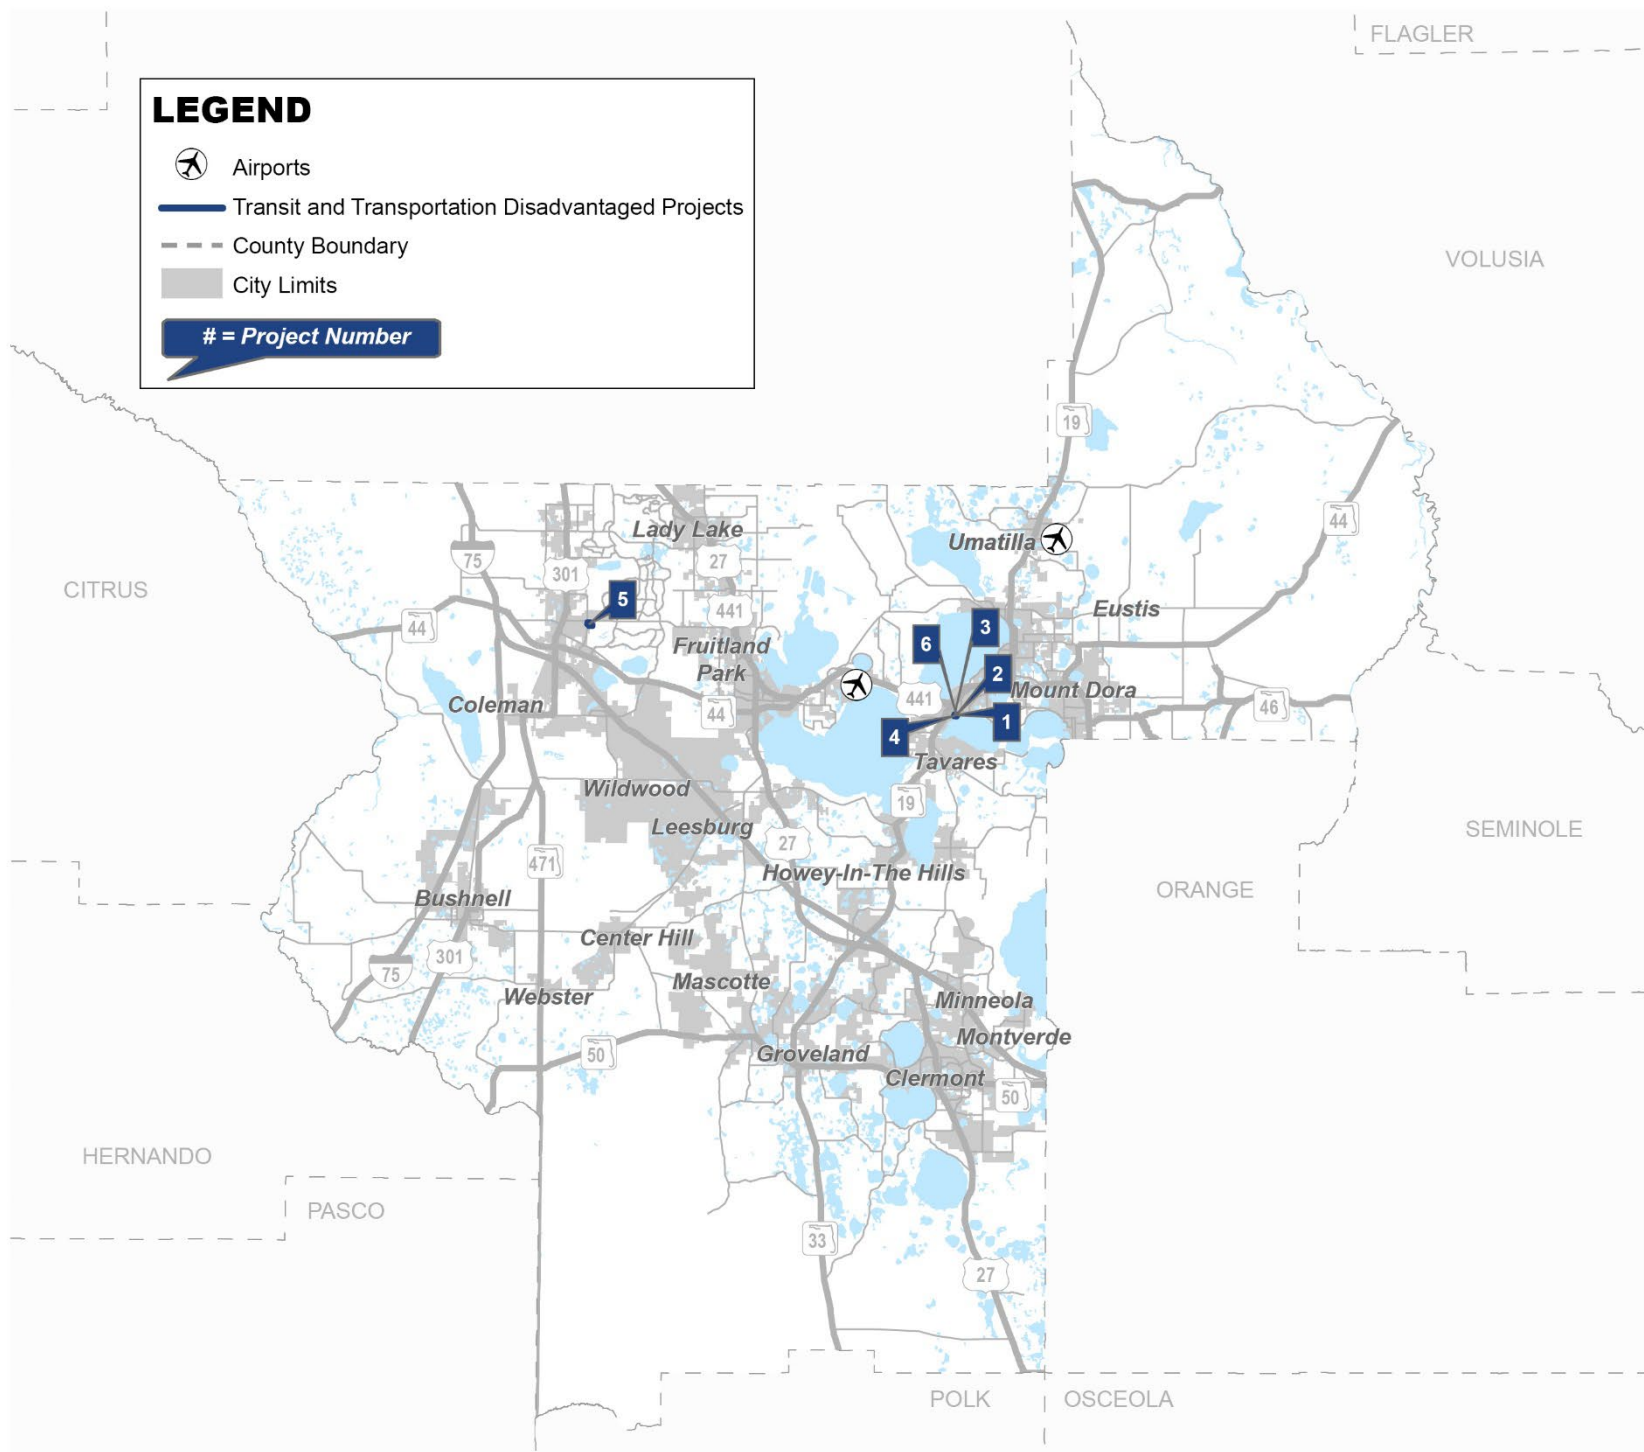 FLAGLER
LEGEND
Airports
Transit and Transportation Disadvantaged Projects
County Boundary
City Limits
# = Project Number
VOLUSIA
19
44
Lady Lake
Umatilla
75
27
301
CITRUS
5
441
Eustis
44
3
Fruitland
Park
6
2
441
Mount Dora
Coleman
44
46
1
4
Tavares
Wildwood
19
Leesburg
SEMINOLE
27
471
Howey-In-The Hills
ORANGE
Bushnell
Center Hill
301
75
Mascotte
Webster
Minneola
Montverde
50
Groveland
Clermont
50
HERNANDO
PASCO
33
27
POLK
OSCEOLA